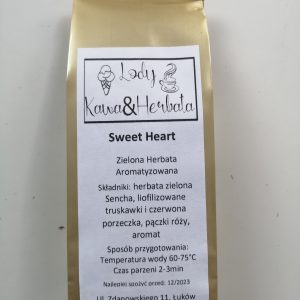 Lody
Kawa&Herbata
Sweet Heart
Zielona Herbata
Aromatyzowana
Składniki: herbata zielona
Sencha, liofilizowane
truskawki i czerwona
porzeczka, pączki róży,
aromat
Sposób przygotowania:
Temperatura wody 60-75°C
Czas parzeni 2-3min
Najlepiej spożyć przed: 12/2023
Ul. Zdanowskiego 11, Łuków